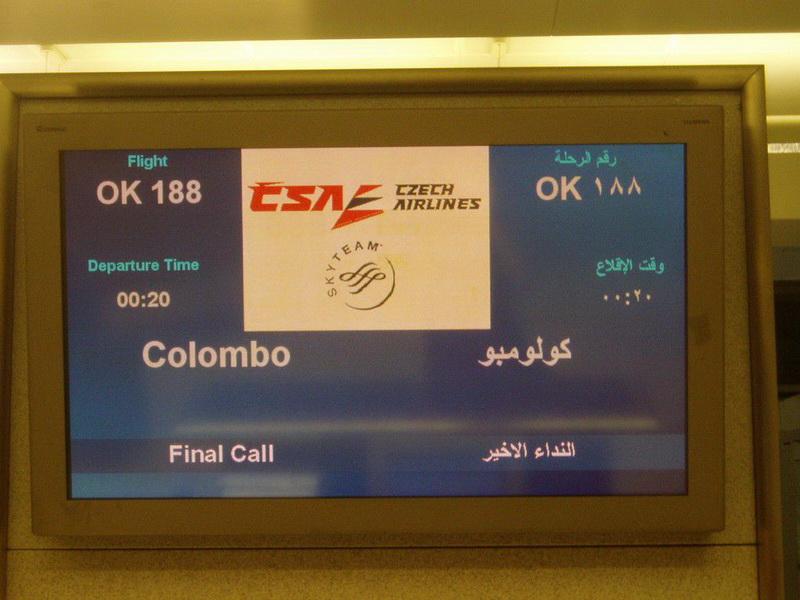 Flight
OK 188
Departure Time
00:20
CSA CZECH
AIRLINES
SKYTEAM
رقم الرحلة
OK ١٨٨
وقت الإقلاع
٠٠:٢٠
Colombo
كولومبو
Final Call
النداء الاخير
SIEMENS